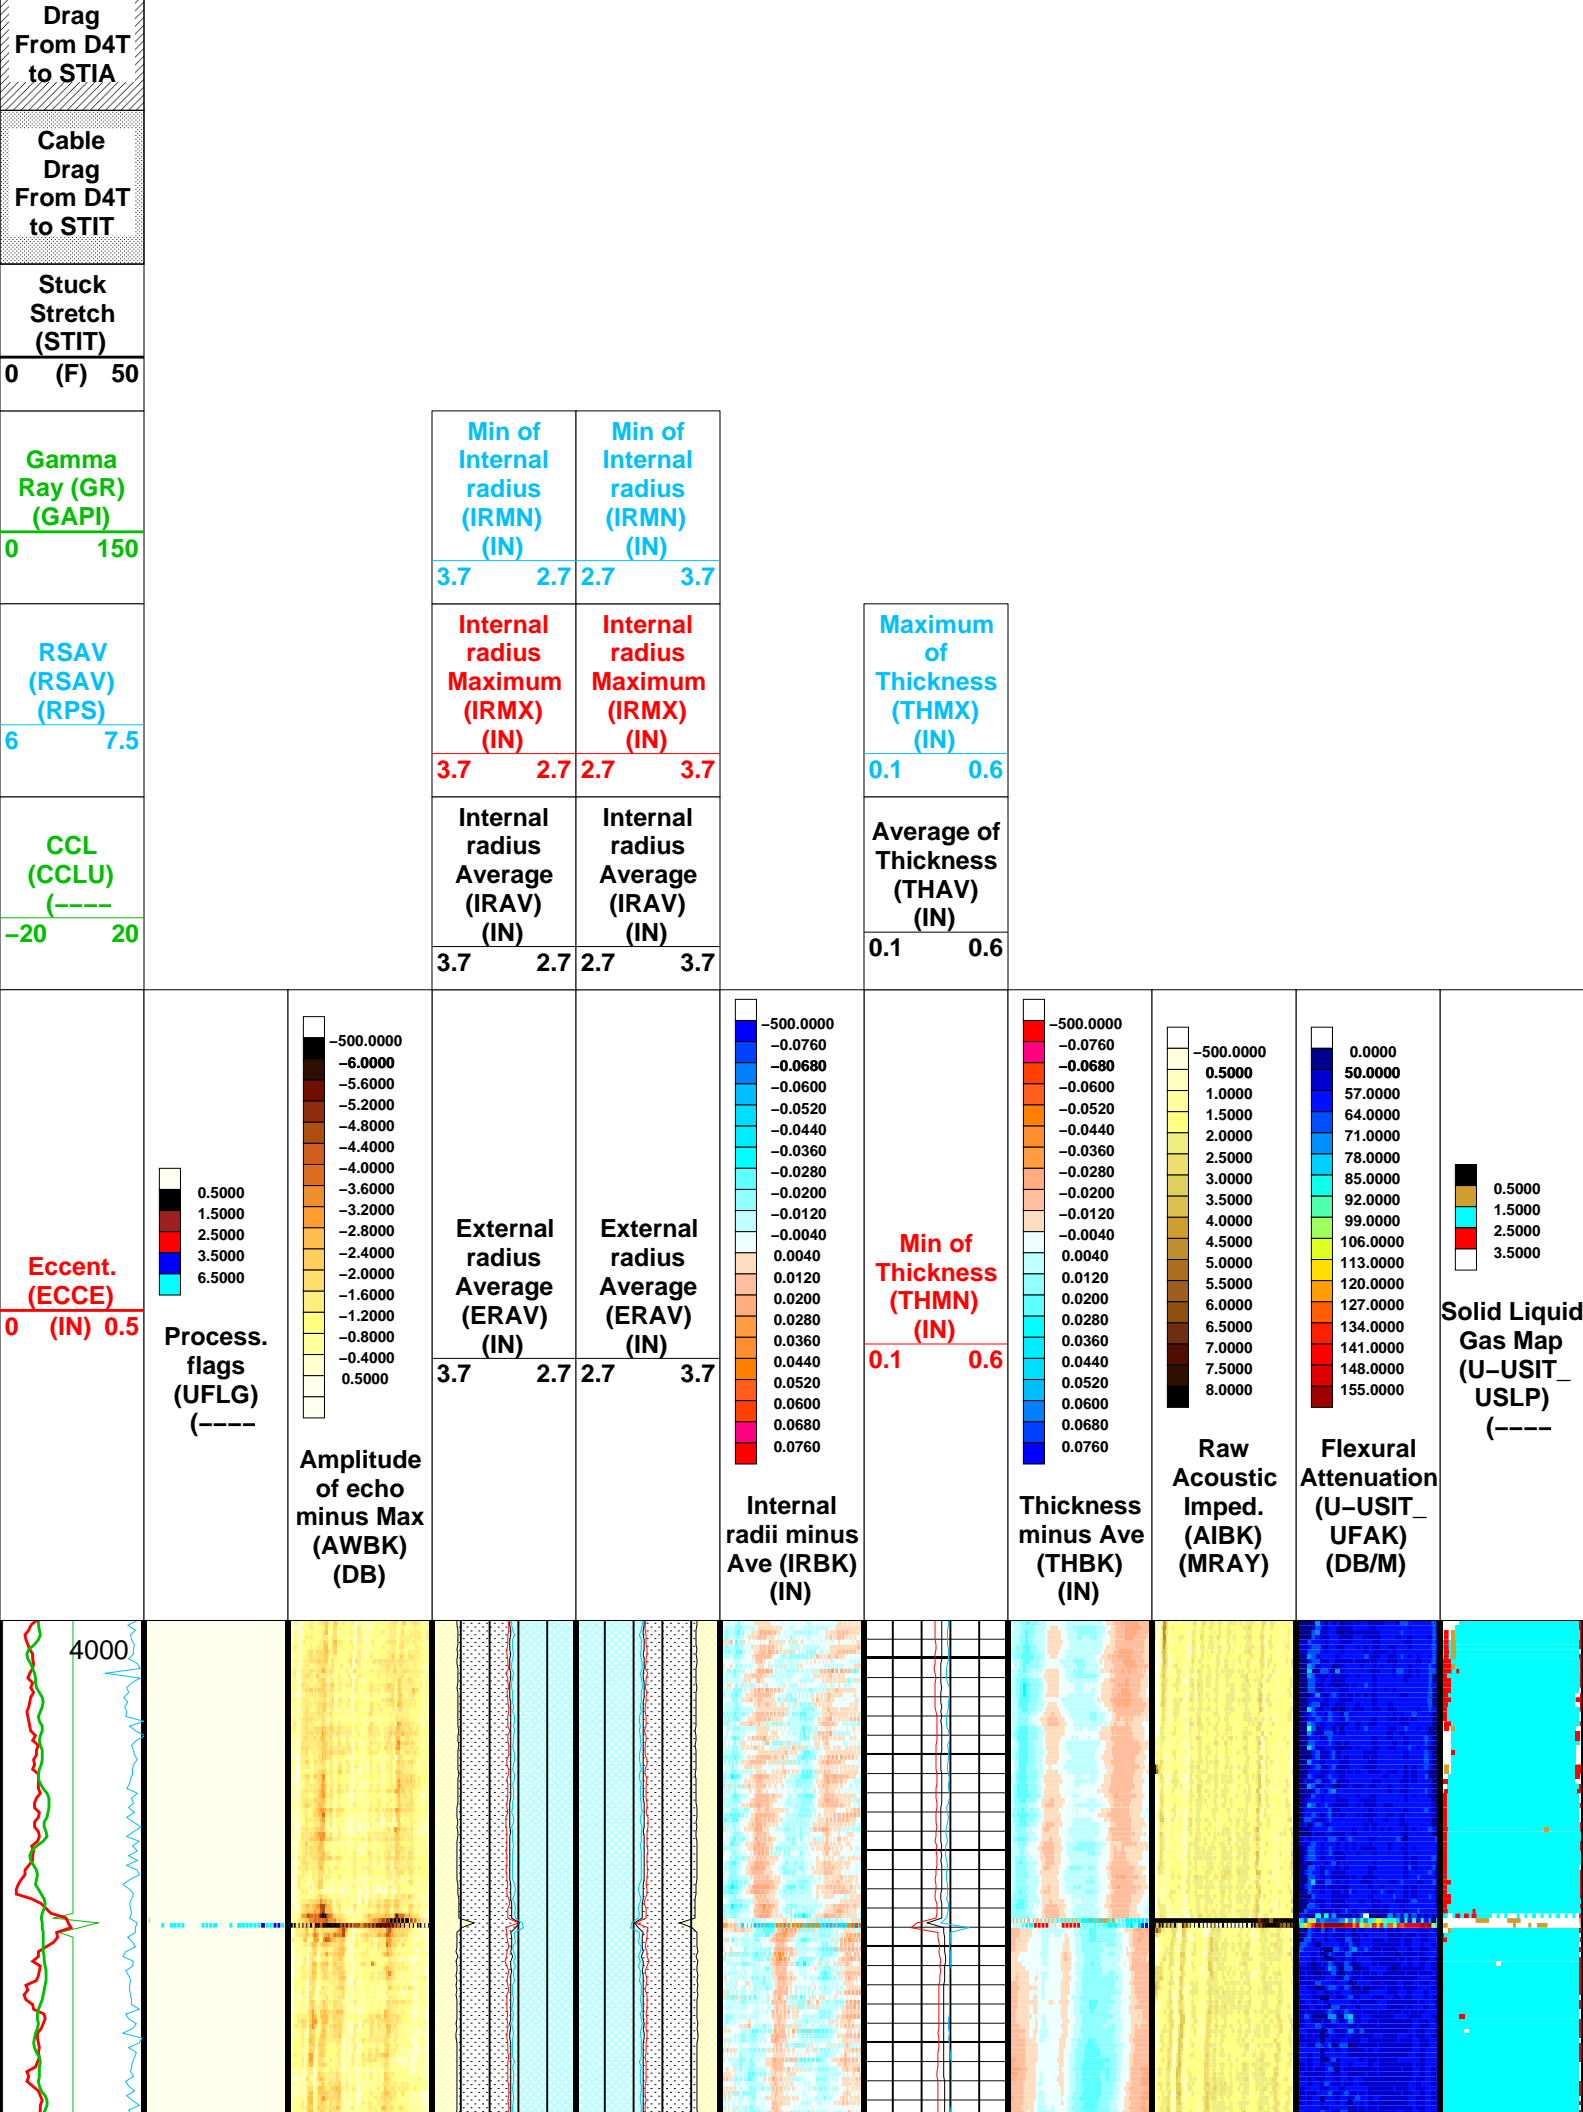 Drag
From D4T
to STIA
Cable
Drag
From D4T
to STIT
Stuck
Stretch
(STIT)
0 (F) 50
Gamma
Ray (GR)
(GAPI)
0 150
RSAV
(RSAV)
(RPS)
6 7.5
CCL
(CCLU)
(––––
–20 20
Eccent.
(ECCE)
0 (IN) 0.5
0.5000
1.5000
2.5000
3.5000
6.5000
Process.
flags
(UFLG)
(––––
–500.0000
–6.0000
–5.6000
–5.2000
–4.8000
–4.4000
–4.0000
–3.6000
–3.2000
–2.8000
–2.4000
–2.0000
–1.6000
–1.2000
–0.8000
–0.4000
0.5000
Amplitude
of echo
minus Max
(AWBK)
(DB)
Min of
Internal
radius
(IRMN)
(IN)
3.7 2.7
Internal
radius
Maximum
(IRMX)
(IN)
3.7 2.7
Internal
radius
Average
(IRAV)
(IN)
3.7 2.7
External
radius
Average
(ERAV)
(IN)
3.7 2.7
Min of
Internal
radius
(IRMN)
(IN)
2.7 3.7
Internal
radius
Maximum
(IRMX)
(IN)
2.7 3.7
Internal
radius
Average
(IRAV)
(IN)
2.7 3.7
External
radius
Average
(ERAV)
(IN)
2.7 3.7
–500.0000
–0.0760
–0.0680
–0.0600
–0.0520
–0.0440
–0.0360
–0.0280
–0.0200
–0.0120
–0.0040
0.0040
0.0120
0.0200
0.0280
0.0360
0.0440
0.0520
0.0600
0.0680
0.0760
Internal
radii minus
Ave (IRBK)
(IN)
Maximum
of
Thickness
(THMX)
(IN)
0.1 0.6
Average of
Thickness
(THAV)
(IN)
0.1 0.6
Min of
Thickness
(THMN)
(IN)
0.1 0.6
–500.0000
–0.0760
–0.0680
–0.0600
–0.0520
–0.0440
–0.0360
–0.0280
–0.0200
–0.0120
–0.0040
0.0040
0.0120
0.0200
0.0280
0.0360
0.0440
0.0520
0.0600
0.0680
0.0760
Thickness
minus Ave
(THBK)
(IN)
–500.0000
0.5000
1.0000
1.5000
2.0000
2.5000
3.0000
3.5000
4.0000
4.5000
5.0000
5.5000
6.0000
6.5000
7.0000
7.5000
8.0000
Raw
Acoustic
Imped.
(AIBK)
(MRAY)
0.0000
50.0000
57.0000
64.0000
71.0000
78.0000
85.0000
92.0000
99.0000
106.0000
113.0000
120.0000
127.0000
134.0000
141.0000
148.0000
155.0000
Flexural
Attenuation
(U–USIT_
UFAK)
(DB/M)
0.5000
1.5000
2.5000
3.5000
Solid Liquid
Gas Map
(U–USIT_
USLP)
(––––
4000